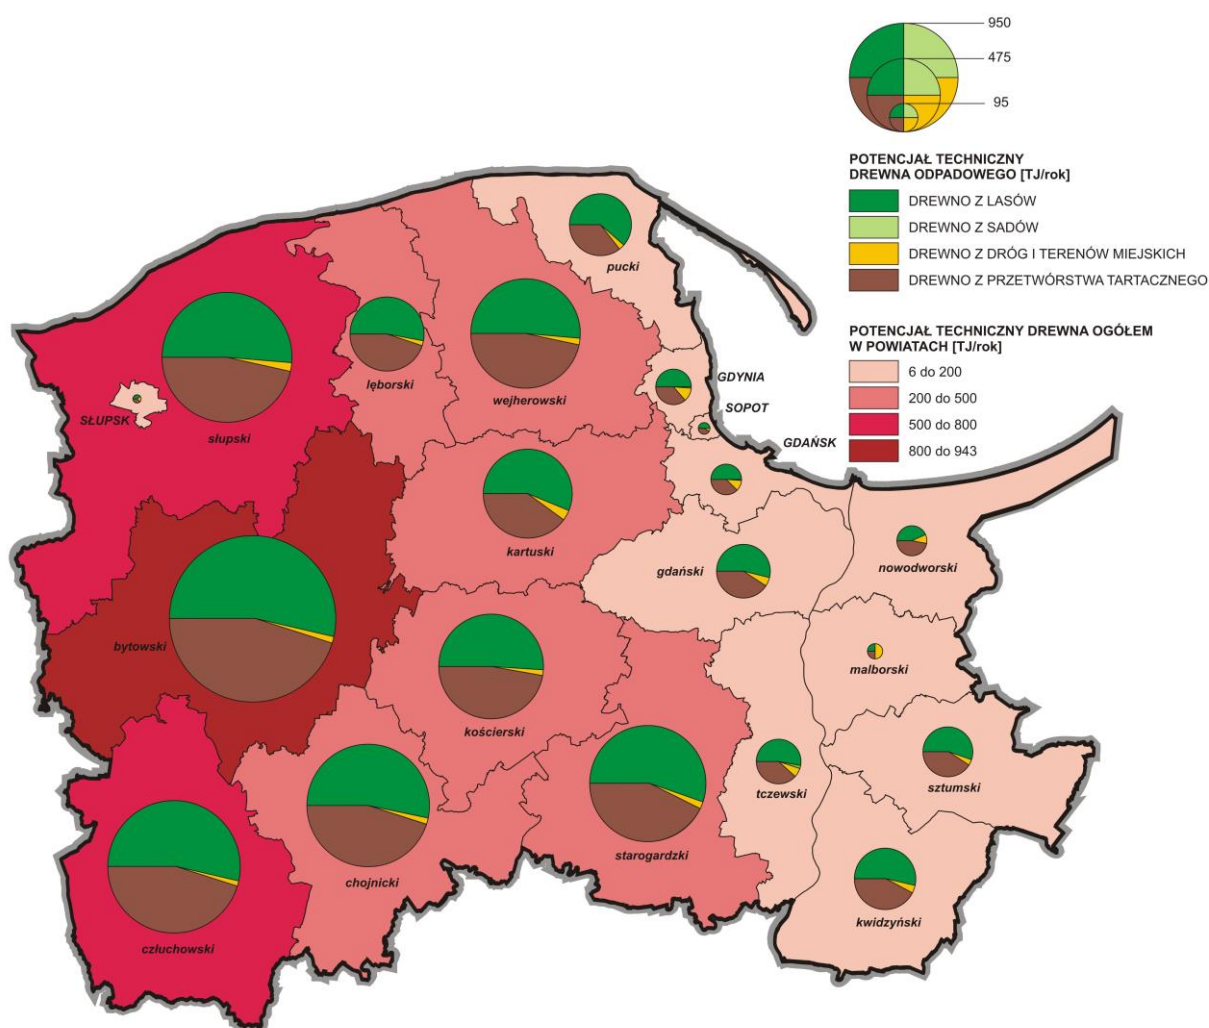 950
475
95
POTENCJAŁ TECHNICZNY
DREWNA ODPADOWEGO [TJ/rok]
DREWNO Z LASÓW
DREWNO Z SADÓW
DREWNO Z DRÓG I TERENÓW MIEJSKICH
DREWNO Z PRZETWÓRSTWA TARTACZNEGO
POTENCJAŁ TECHNICZNY DREWNA OGÓŁEM
W POWIATACH [TJ/rok]
6 do 200
200 do 500
500 do 800
800 do 943
pucki
GDYNIA
SOPOT
GDAŃSK
lęborski
wejherowski
SŁUPSK
słupski
kartuski
gdański
nowodworski
bytowski
malborski
kościerski
tczewski
sztumski
starogardzki
chojnicki
kwidzyński
człuchowski